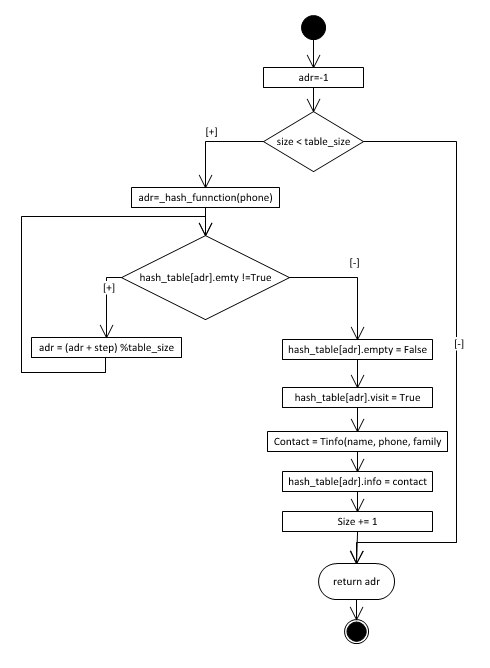 adr=-1
size < table_size
[+]
adr=_hash_funnction(phone)
hash_table[adr].emty !=True
[-]
[+]
adr = (adr + step) %table_size
hash_table[adr].empty = False
[-]
hash_table[adr].visit = True
Contact = Tinfo(name, phone, family
hash_table[adr].info = contact
Size += 1
return adr